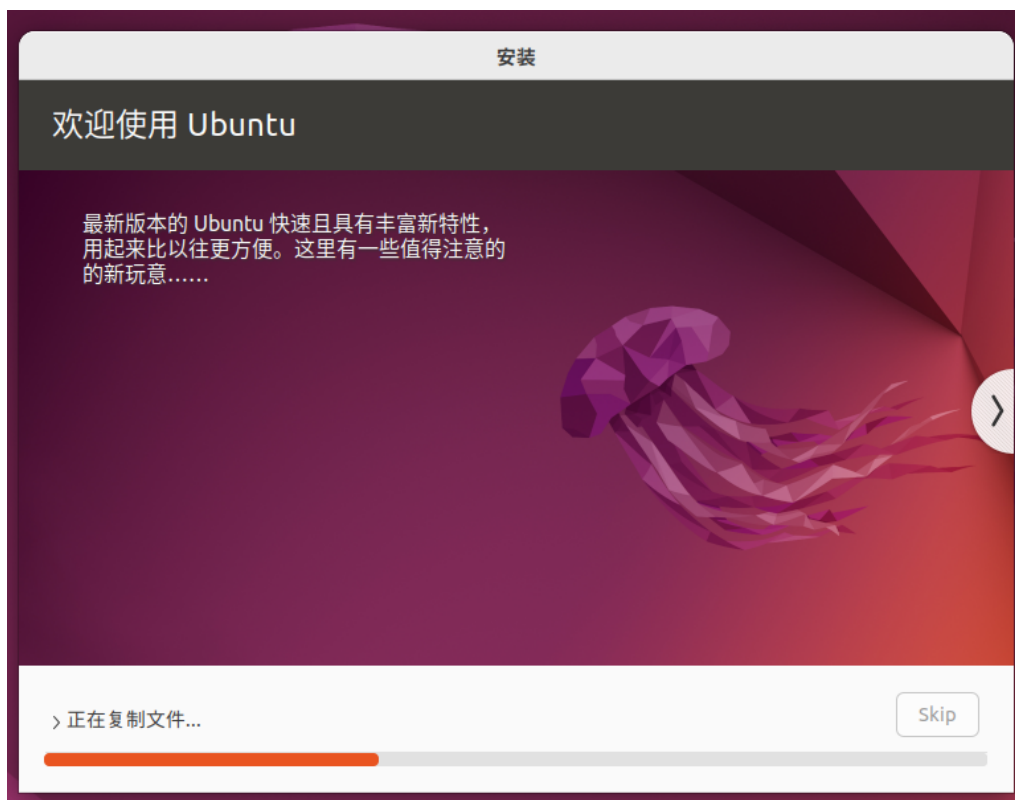 安装
欢迎使用 Ubuntu
最新版本的 Ubuntu 快速且具有丰富新特性，
用起来比以往更方便。这里有一些值得注意的
的新玩意……
正在复制文件...
Skip